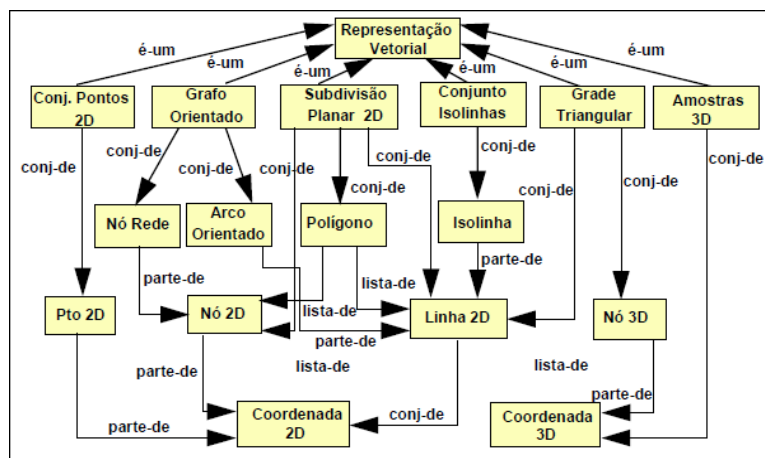 Representação
Vetorial
é-um
é-um
é-um
é-um
é-um
é-um
Conj. Pontos
2D
Grafo
Orientado
Subdivisão
Planar 2D
Conjunto
Isolinhas
Grade
Triangular
Amostras
3D
conj-de
conj-de
conj-de
conj-de
conj-de
conj-de
conj-de
conj-de
conj-de
conj-de
Nó Rede
Arco
Orientado
Polígono
Isolinha
parte-de
lista-de
parte-de
Pto 2D
Nó 2D
lista-de
Linha 2D
Nó 3D
parte-de
parte-de
lista-de
lista-de
parte-de
parte-de
Coordenada
2D
conj-de
Coordenada
3D